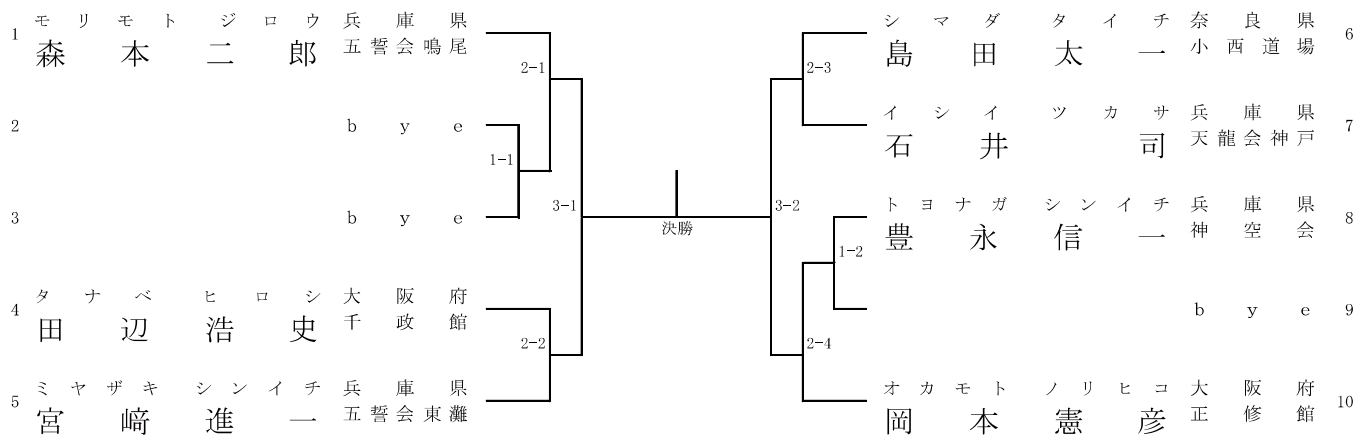 モリモト ジロウ 兵庫県
1 森本二郎 五誓会鳴尾
2-1
2 bye
1-1
3 bye
3-1
4 タナベ ヒロシ 大阪府
田辺浩史 千政館
2-2
ミヤザキ シンイチ 兵庫県
5 宮﨑進一 五誓会東灘
決勝
シマダ タイチ 奈良県
島田太一 小西道場 6
2-3
イシイ ツカサ 兵庫県
石井司 天龍会神戸 7
3-2
トヨナガ シンイチ 兵庫県 8
豊永信一 神空会
1-2
bye 9
2-4
オカモト ノリヒコ 大阪府
岡本憲彦 正修館 10